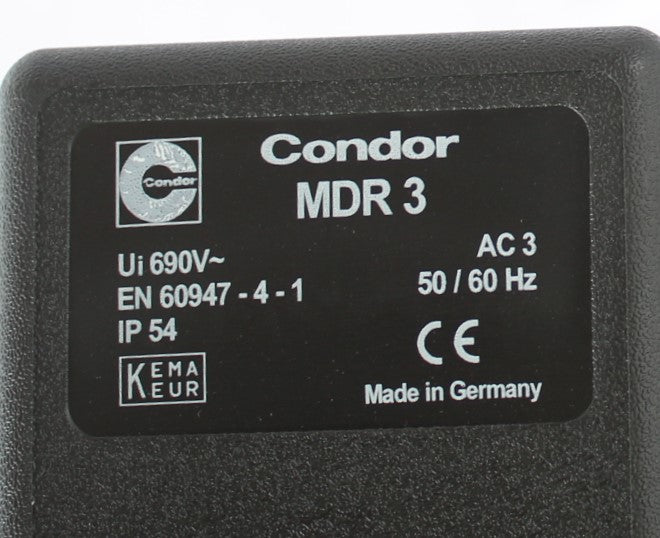 Condor
Condor
MDR 3
Ui 690V~
EN 60947 - 4 - 1
IP 54
KEMA
KEUR
AC 3
50 / 60 Hz
CE
Made in Germany